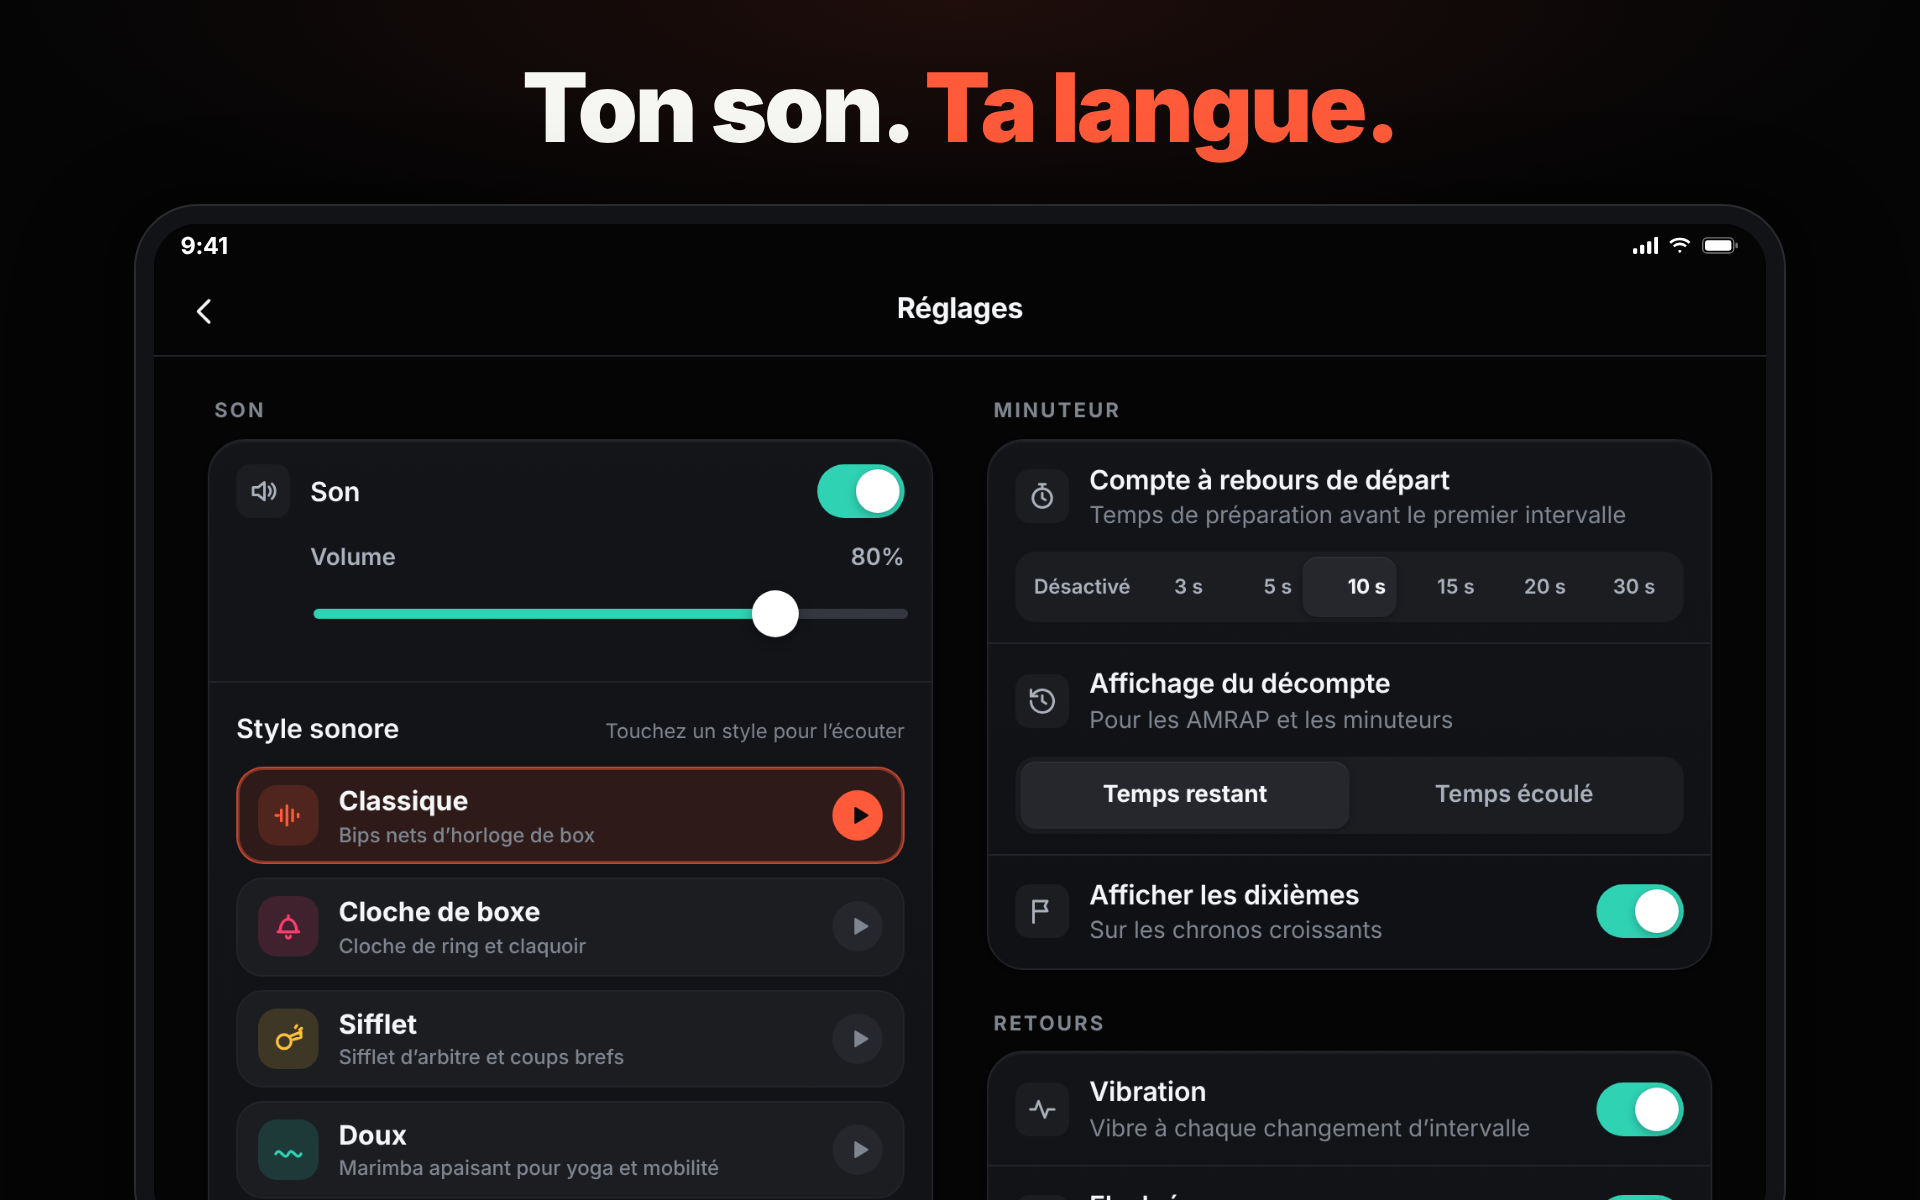 Ton son. Ta langue.
9:41
Réglages
SON
Son
Volume
80%
Style sonore
Touchez un style pour l’écouter
Classique
Bips nets d’horloge de box
Cloche de boxe
Cloche de ring et claquoir
Sifflet
Sifflet d’arbitre et coups brefs
Doux
Marimba apaisant pour yoga et mobilité
MINUTEUR
Compte à rebours de départ
Temps de préparation avant le premier intervalle
Désactivé 3 s 5 s 10 s 15 s 20 s 30 s
Affichage du décompte
Pour les AMRAP et les minuteurs
Temps restant Temps écoulé
Afficher les dixièmes
Sur les chronos croissants
RETOURS
Vibration
Vibre à chaque changement d’intervalle